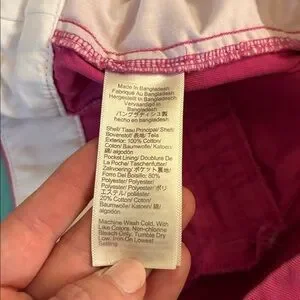 Made in Bangladesh
Fabriqué Au Bangladesh
Hergestellt in Bangladesh
Vervaardigd in
Bangladesh
バングラデシュ製
hecho en bangladesh
Shell/ Tissu Principal/ Shell/
Bovenstof/ 表地/ Tela
Exterior: 100% Cotton/
Coton/ Baumwolle/ Katoen/ 綿/
algodón
Pocket Lining/ Doublure De
La Poche/ Taschenfutter/
Zakvoering/ ポケット裏地/
Forro Del Bolsillo: 80%
Polyester/ Polyester/
Polyester/ Polyester/ ポリ
エステル/ poliéster
20% Cotton/ Coton/
Baumwolle/ Katoen/ 綿/
algodón
Machine Wash Cold, With
Like Colors, Non-chlorine
Bleach Only, Tumble Dry
Low, Iron On Lowest
Setting